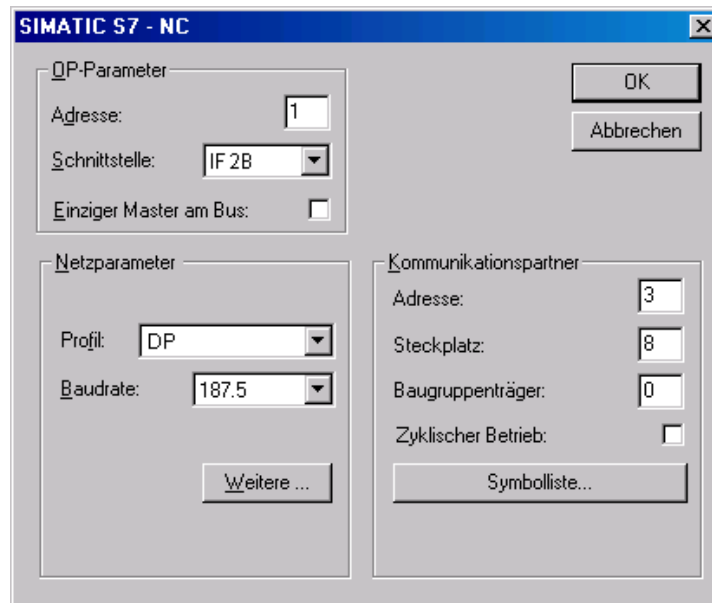 SIMATIC S7 - NC
OP-Parameter
Adresse: 1
Schnittstelle: IF 2B
Einziger Master am Bus:
OK
Abbrechen
Netzparameter
Profil: DP
Baudrate: 187.5
Weitere ...
Kommunikationspartner
Adresse: 3
Steckplatz: 8
Baugruppenträger: 0
Zyklischer Betrieb:
Symbolliste...